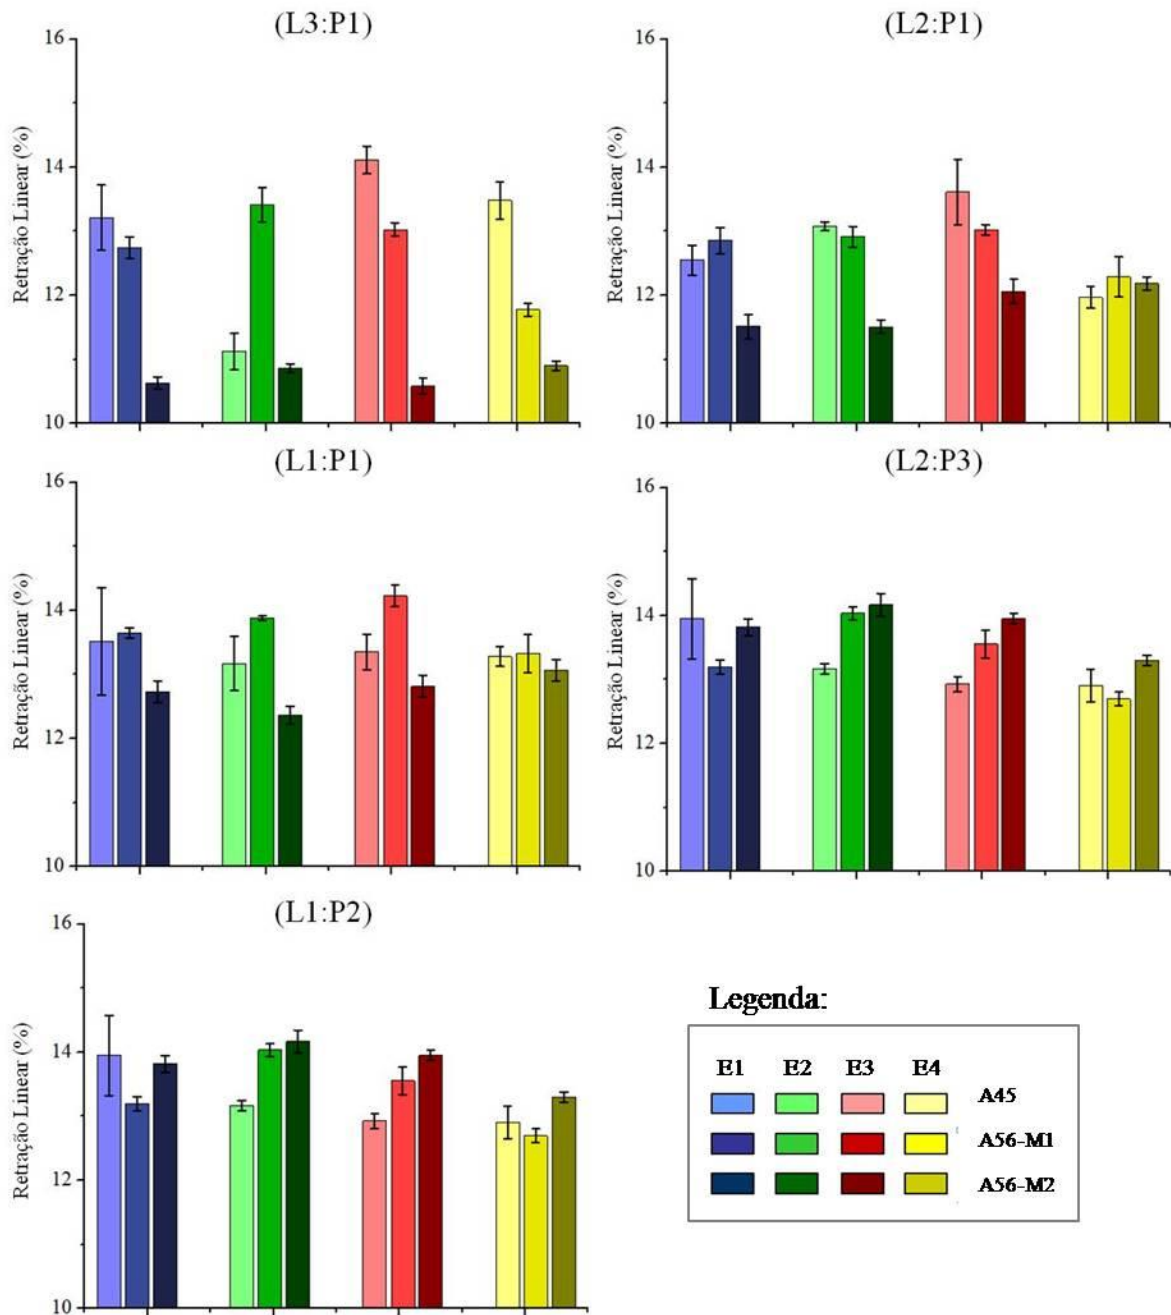 (L3:P1)
16
14
12
10
Retração Linear (%)
(L2:P1)
16
14
12
10
Retração Linear (%)
(L1:P1)
16
14
12
10
Retração Linear (%)
(L2:P3)
16
14
12
10
Retração Linear (%)
(L1:P2)
16
14
12
10
Retração Linear (%)
Legenda:
E1 E2 E3 E4
A45
A56-M1
A56-M2